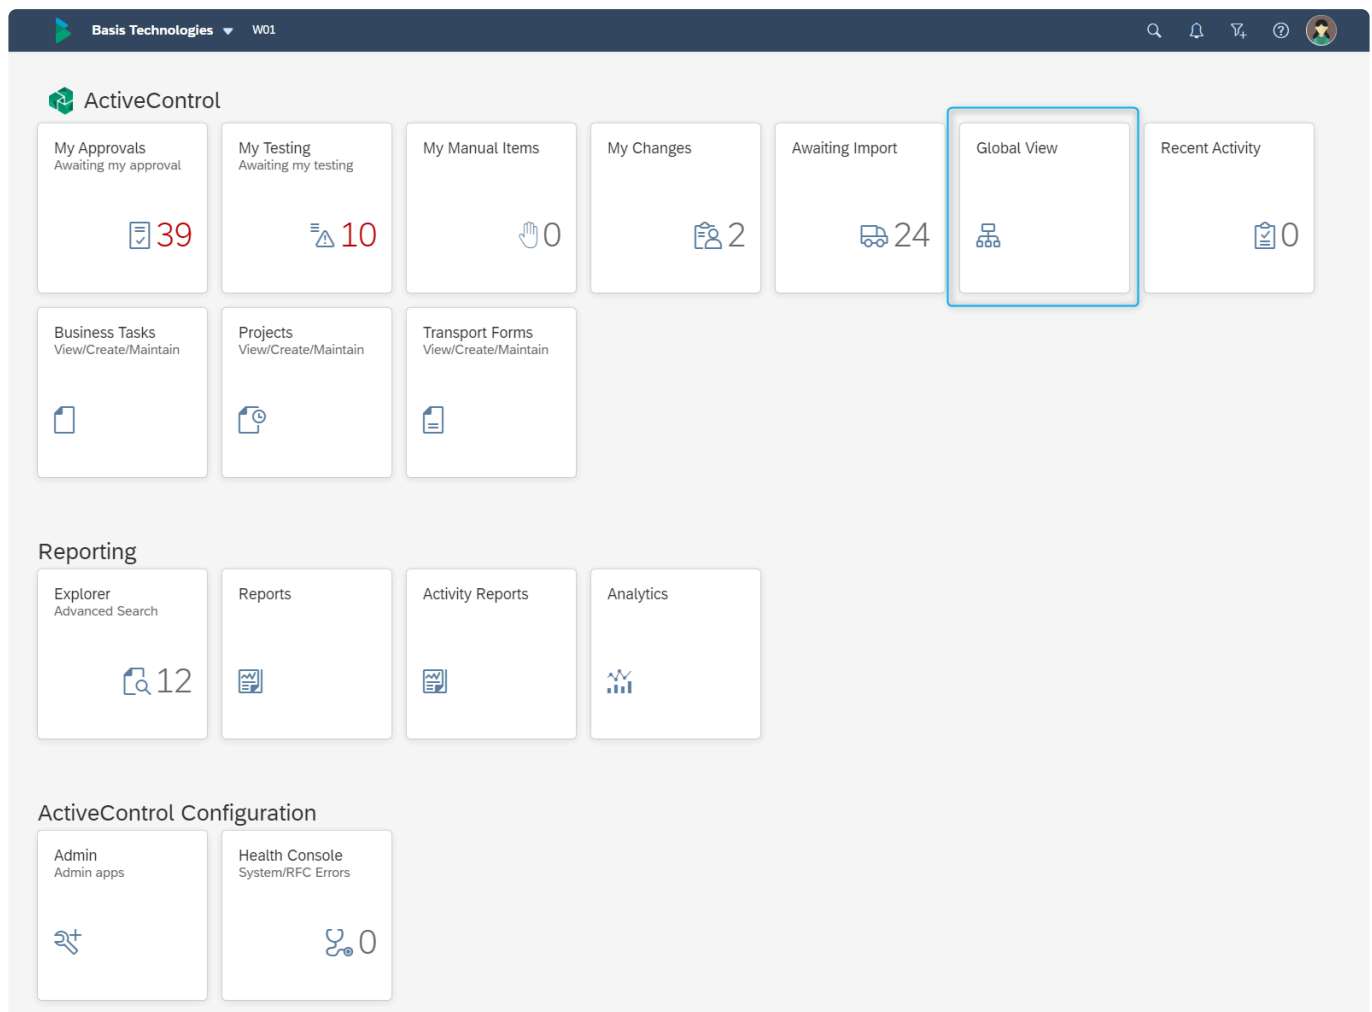 Basis Technologies W01
ActiveControl
My Approvals
Awaiting my approval
39
My Testing
Awaiting my testing
10
My Manual Items
0
My Changes
2
Awaiting Import
24
Global View
Recent Activity
0
Business Tasks
View/Create/Maintain
Projects
View/Create/Maintain
Transport Forms
View/Create/Maintain
Reporting
Explorer
Advanced Search
12
Reports
Activity Reports
Analytics
ActiveControl Configuration
Admin
Admin apps
Health Console
System/RFC Errors
0